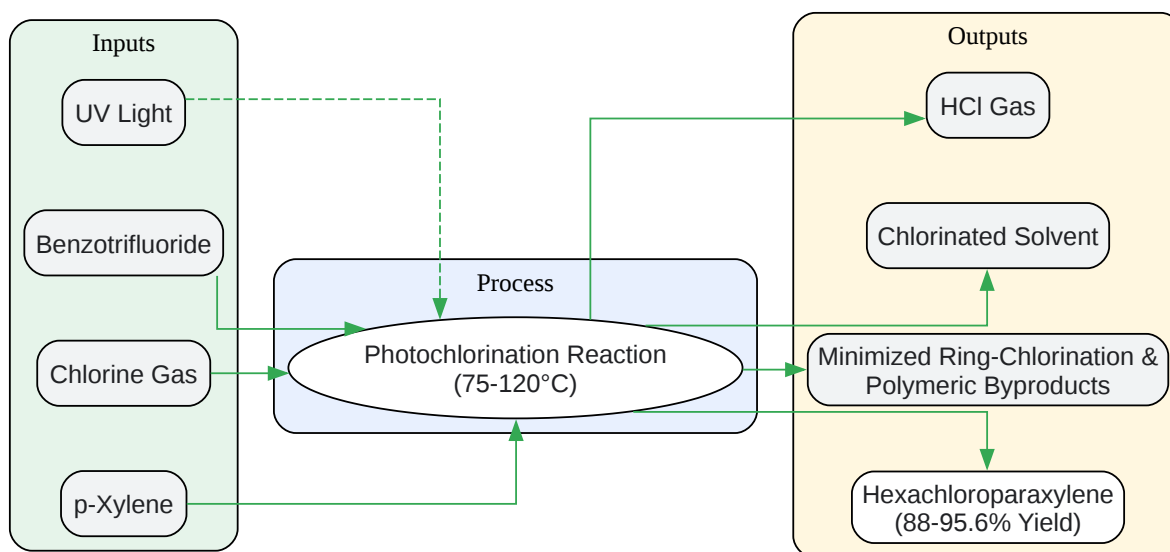 Inputs
UV Light
Benzotrifluoride
Chlorine Gas
p-Xylene
Process
Photochlorination Reaction
(75-120°C)
Outputs
HCl Gas
Chlorinated Solvent
Minimized Ring-Chlorination &
Polymeric Byproducts
Hexachloroparaxylene
(88-95.6% Yield)